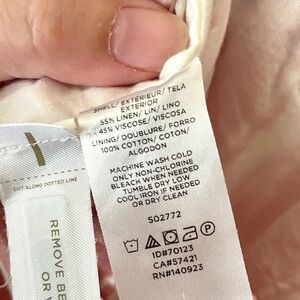 SHELL/ EXTÉRIEUR/ TELA
EXTERIOR
55% LINEN/ LIN/ LINO
45% VISCOSE/ VISCOSA
LINING/ DOUBLURE/ FORRO
100% COTTON/ COTON/
ALGODÓN
MACHINE WASH COLD
ONLY NON-CHLORINE
BLEACH WHEN NEEDED
TUMBLE DRY LOW
COOL IRON IF NEEDED
OR DRY CLEAN
502772
ID#70123
CA#57421
RN#140923
CUT ALONG DOTTED LINE
REMOVE BE
OR